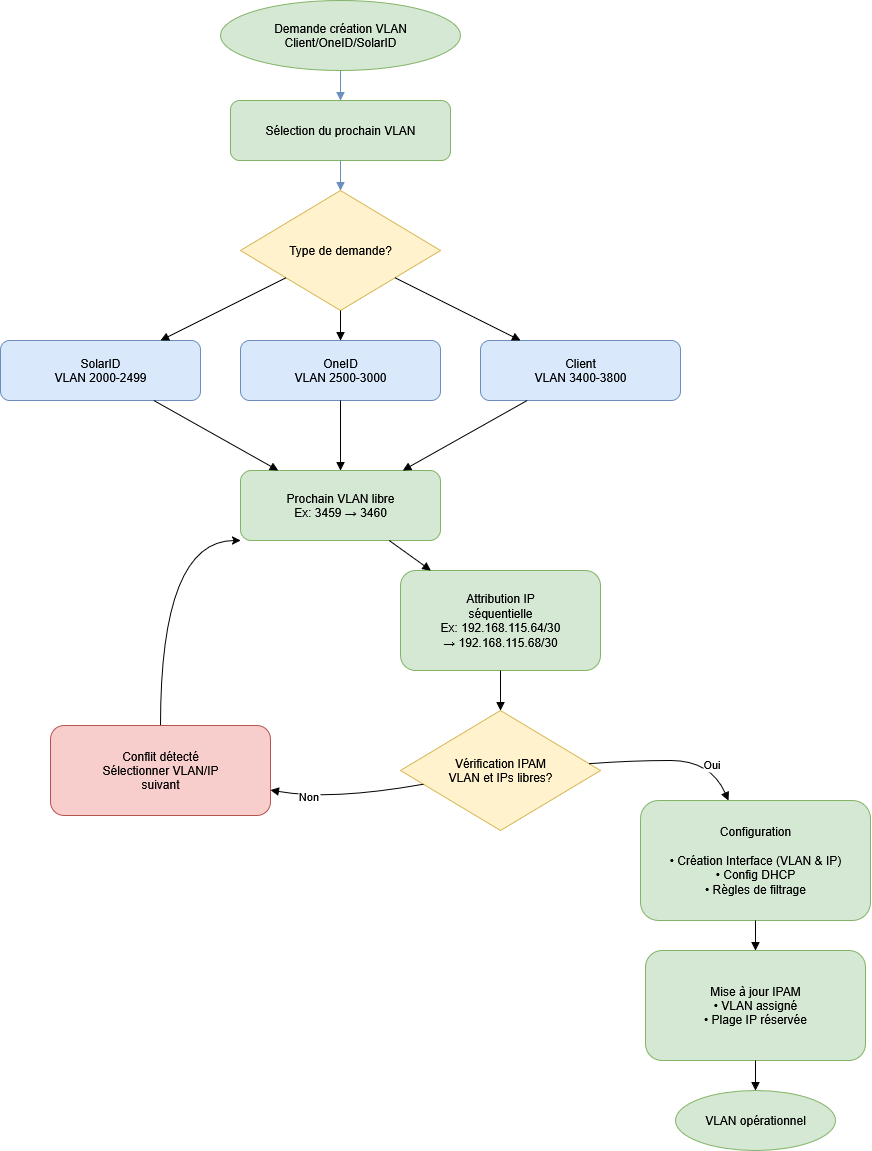 Demande création VLAN
Client/OneID/SolarID
Sélection du prochain VLAN
Type de demande?
SolarID
VLAN 2000-2499
OneID
VLAN 2500-3000
Client
VLAN 3400-3800
Prochain VLAN libre
Ex: 3459 → 3460
Attribution IP
séquentielle
Ex: 192.168.115.64/30
→ 192.168.115.68/30
Conflit détecté
Sélectionner VLAN/IP
suivant
Non
Vérification IPAM
VLAN et IPs libres?
Oui
Configuration
• Création Interface (VLAN & IP)
• Config DHCP
• Règles de filtrage
Mise à jour IPAM
• VLAN assigné
• Plage IP réservée
VLAN opérationnel